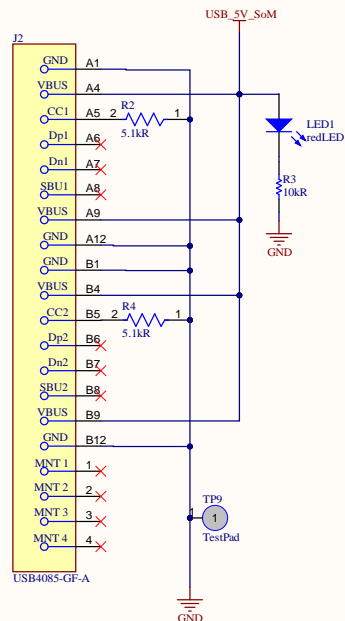 USB_5V_SoM
J2
GND A1
VBUS A4
CC1 A5 2 R2 1
5.1kR
LED1
redLED
Dp1 A6
Dn1 A7
SBU1 A8
R3
10kR
VBUS A9
GND A12
GND
GND B1
VBUS B4
CC2 B5 2 R4 1
5.1kR
Dp2 B6
Dn2 B7
SBU2 B8
VBUS B9
GND B12
MNT 1 1
MNT 2 2
MNT 3 3
MNT 4 4
TP9
1 1
TestPad
USB4085-GF-A
GND